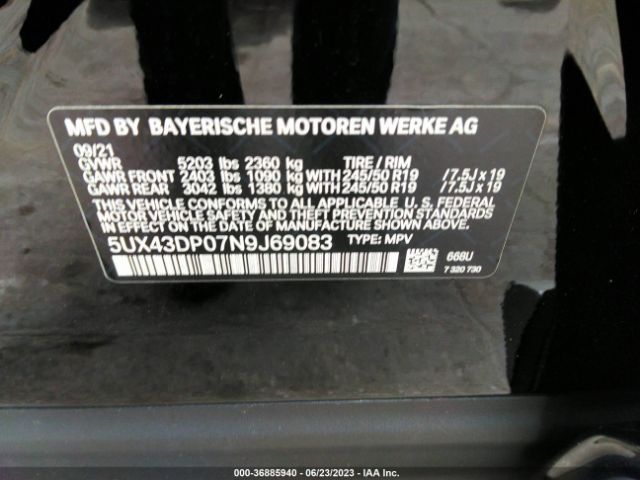 MFD BY BAYERISCHE MOTOREN WERKE AG
09/21
GVWR 5203 lbs 2360 kg TIRE / RIM
GAWR FRONT 2403 lbs 1090 kg WITH 245/50 R19 /7.5J x 19
GAWR REAR 3042 lbs 1380 kg WITH 245/50 R19 /7.5J x 19
THIS VEHICLE CONFORMS TO ALL APPLICABLE U. S. FEDERAL
MOTOR VEHICLE SAFETY AND THEFT PREVENTION STANDARDS
IN EFFECT ON THE DATE OF MANUFACTURE SHOWN ABOVE.
5UX43DP07N9J69083 TYPE: MPV
668U
7 320 730
000-36885940 - 06/23/2023 - IAA Inc.